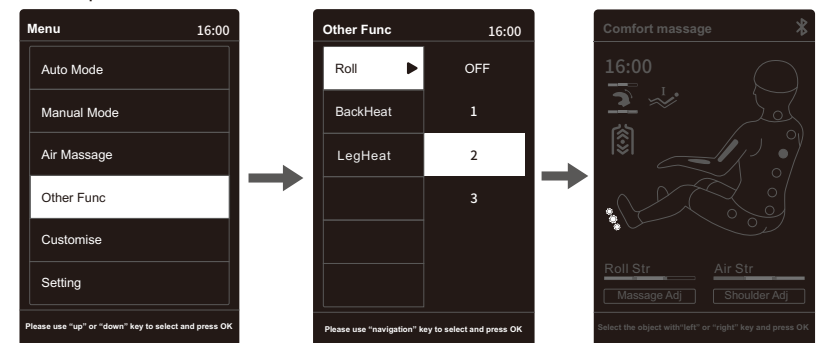 Menu 16:00
Auto Mode
Manual Mode
Air Massage
Other Func
Customise
Setting
Please use “up” or “down” key to select and press OK
Other Func 16:00
Roll OFF
BackHeat 1
LegHeat 2
3
Please use “navigation” key to select and press OK
Comfort massage
16:00
I
Roll Str Air Str
Massage Adj Shoulder Adj
Select the object with“left” or “right” key and press OK